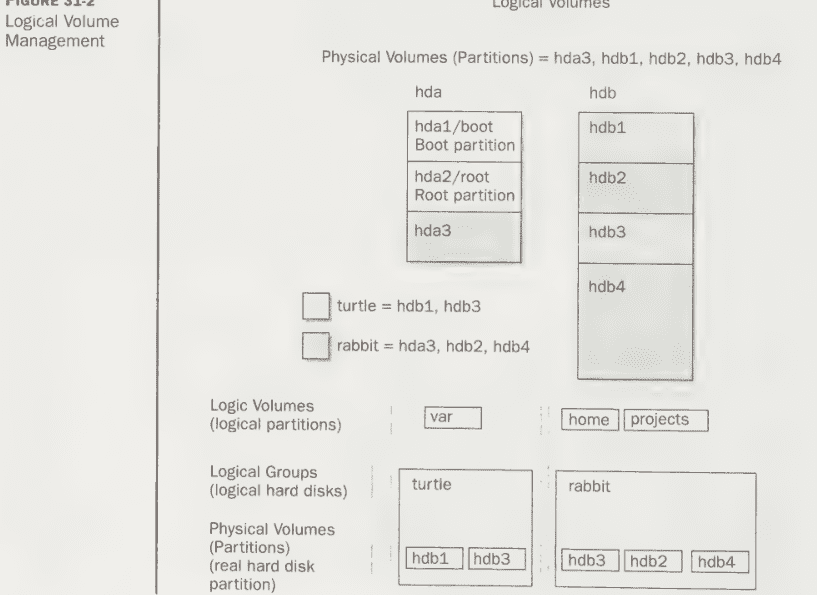 FIGURE 31-2
Logical Volume
Management
Logical Volumes
Physical Volumes (Partitions) = hda3, hdb1, hdb2, hdb3, hdb4
hda
hdb
hda1/boot
Boot partition
hda2/root
Root partition
hda3
hdb1
hdb2
hdb3
hdb4
turtle = hdb1, hdb3
rabbit = hda3, hdb2, hdb4
Logic Volumes
(logical partitions)
var
home
projects
Logical Groups
(logical hard disks)
turtle
rabbit
Physical Volumes
(Partitions)
(real hard disk
partition)
hdb1
hdb3
hdb3
hdb2
hdb4